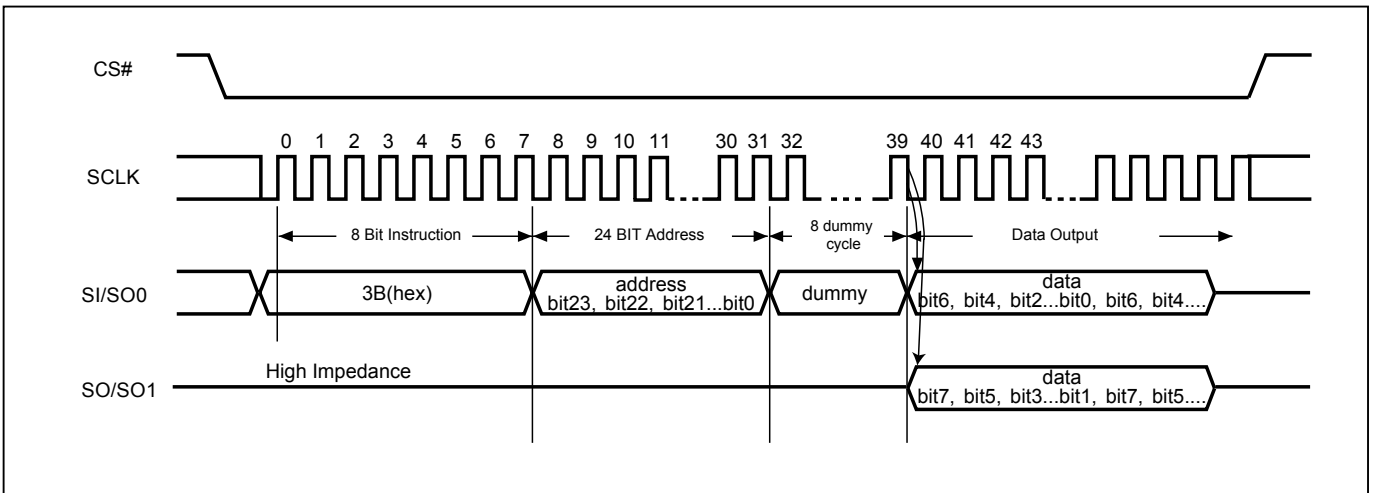 CS#
0 1 2 3 4 5 6 7 8 9 10 11 30 31 32 39 40 41 42 43
SCLK
8 Bit Instruction
24 BIT Address
8 dummy
cycle
Data Output
SI/SO0
3B(hex)
address
bit23, bit22, bit21...bit0
dummy
data
bit6, bit4, bit2...bit0, bit6, bit4....
High Impedance
SO/SO1
data
bit7, bit5, bit3...bit1, bit7, bit5....